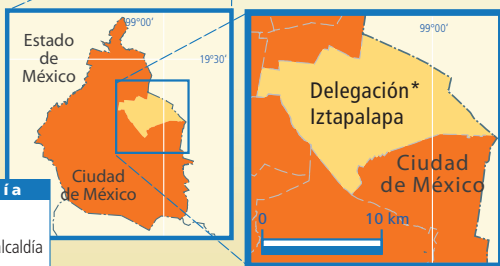 99°00'
Estado
de
México
19°30'
Ciudad
de México
ía
alcaldía
99°00'
Delegación*
Iztapalapa
Ciudad
de México
0 10 km